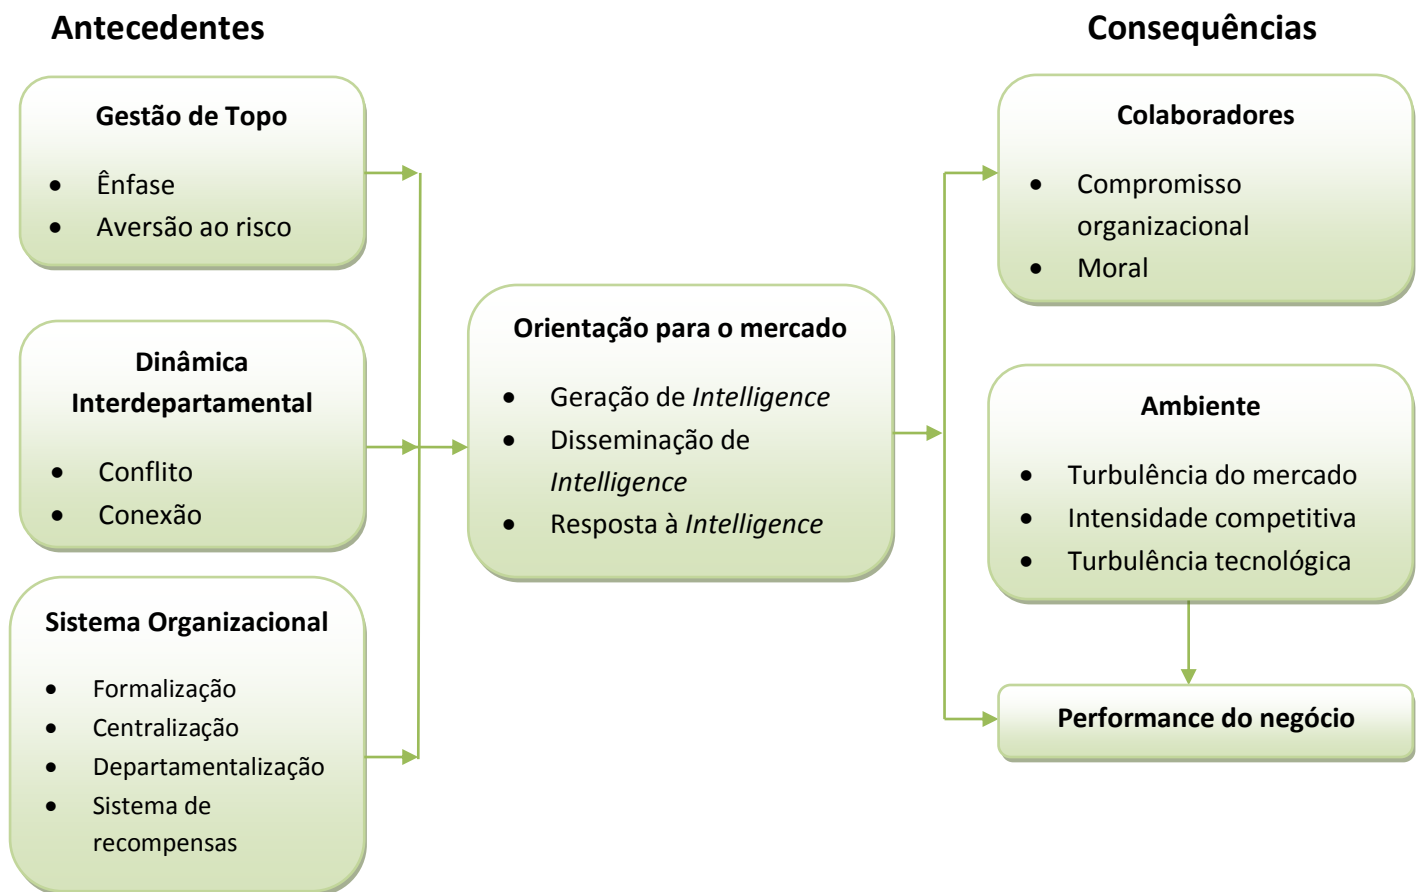 Antecedentes
Consequências
Gestão de Topo
• Ênfase
• Aversão ao risco
Dinâmica
Interdepartamental
• Conflito
• Conexão
Sistema Organizacional
• Formalização
• Centralização
• Departamentalização
• Sistema de
recompensas
Orientação para o mercado
• Geração de Intelligence
• Disseminação de
Intelligence
• Resposta à Intelligence
Colaboradores
• Compromisso
organizacional
• Moral
Ambiente
• Turbulência do mercado
• Intensidade competitiva
• Turbulência tecnológica
Performance do negócio